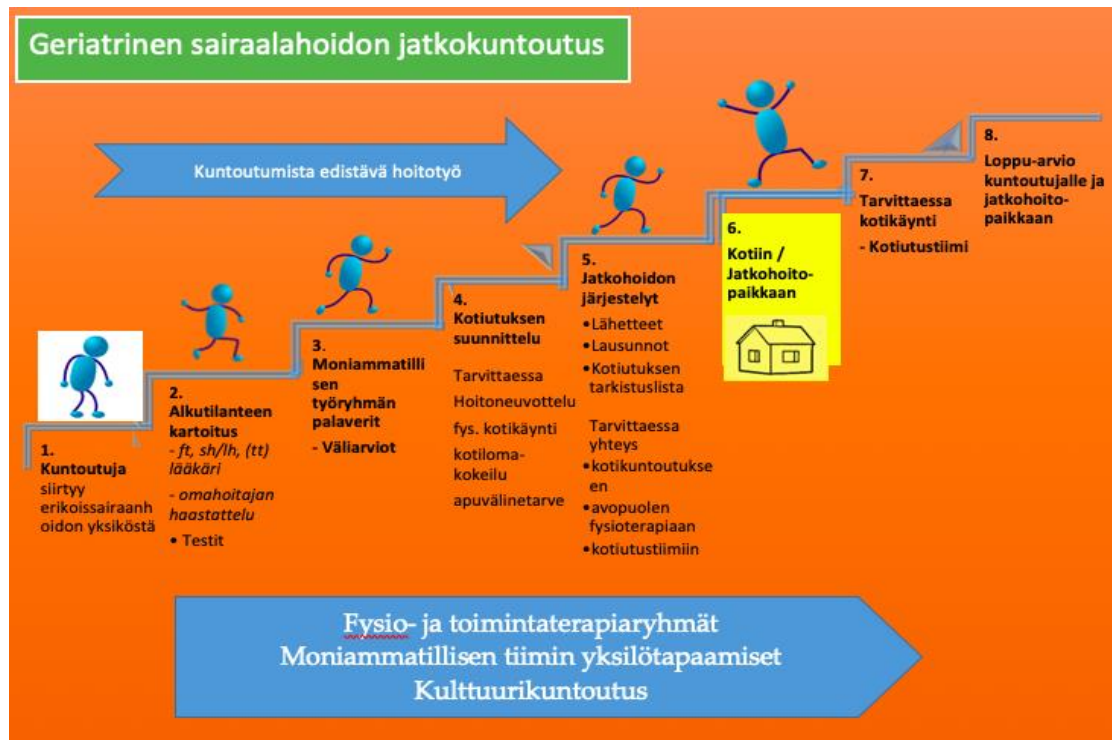 Geriatrinen sairaalahoidon jatkokuntoutus
Kuntoutumista edistävä hoitotyö
1.
Kuntoutuja
siirtyy
erikoissairaanh
oidon yksiköstä
2.
Alkutilanteen
kartoitus
- ft, sh/lh, (tt)
lääkäri
- omahoitajan
haastattelu
• Testit
3.
Moniammatilli
sen
työryhmän
palaverit
- Väliarviot
4.
Kotiutuksen
suunnittelu
Tarvittaessa
Hoitoneuvottelu
fys. kotikäynti
kotiloma-
kokeilu
apuvälinetarve
5.
Jatkohoidon
järjestelyt
•Lähetteet
•Lausunnot
•Kotiutuksen
tarkistuslista
Tarvittaessa
yhteys
•kotikuntoutukse
en
•avopuolen
fysioterapiaan
•kotiutustiimiin
6.
Kotiin /
Jatkohoito-
paikkaan
7.
Tarvittaessa
kotikäynti
- Kotiutustiimi
8.
Loppu-arvio
kuntoutujalle ja
jatkohoito-
paikkaan
Fysio- ja toimintaterapiaryhmät
Moniammatillisen tiimin yksilötapaamiset
Kulttuurikuntoutus